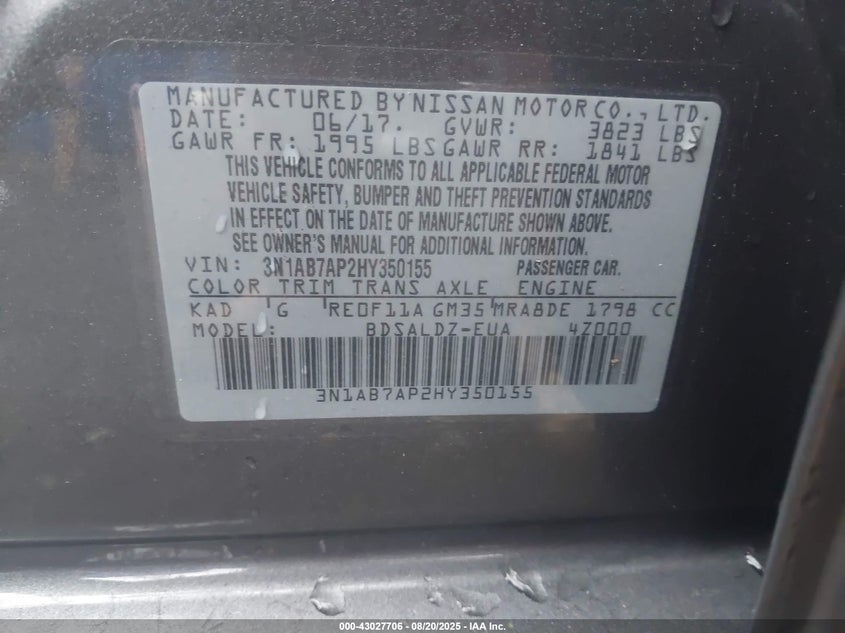 MANUFACTURED BY NISSAN MOTOR CO., LTD.
DATE: 06/17. GVWR: 3823 LBS
GAWR FR: 1995 LBS GAWR RR: 1841 LBS
THIS VEHICLE CONFORMS TO ALL APPLICABLE FEDERAL MOTOR
VEHICLE SAFETY, BUMPER AND THEFT PREVENTION STANDARDS
IN EFFECT ON THE DATE OF MANUFACTURE SHOWN ABOVE.
SEE OWNER'S MANUAL FOR ADDITIONAL INFORMATION.
VIN: 3N1AB7AP2HY350155 PASSENGER CAR.
COLOR TRIM TRANS AXLE ENGINE
KAD G RE0F11A GM35 MRA8DE 1798 CC
MODEL: BDSALDZ-EUA 4Z000
3N1AB7AP2HY350155
000-43027706 - 08/20/2025 - IAA Inc.